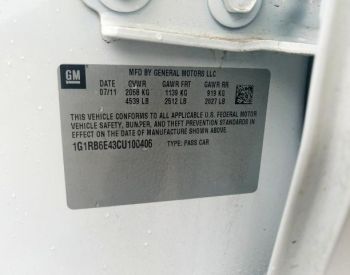 GM
MFD BY GENERAL MOTORS LLC
DATE GVWR GAWR FRT GAWR RR
07/11 2058 KG 1139 KG 919 KG
4539 LB 2512 LB 2027 LB
THIS VEHICLE CONFORMS TO ALL APPLICABLE U.S. FEDERAL MOTOR
VEHICLE SAFETY, BUMPER, AND THEFT PREVENTION STANDARDS IN
EFFECT ON THE DATE OF MANUFACTURE SHOWN ABOVE.
1G1RB6E43CU100406 TYPE: PASS CAR